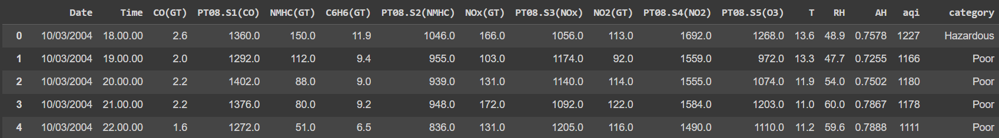 Date Time CO(GT) PT08.S1(CO) NMHC(GT) C6H6(GT) PT08.S2(NMHC) NOx(GT) PT08.S3(NOx) NO2(GT) PT08.S4(NO2) PT08.S5(O3) T RH AH aqi category
0 10/03/2004 18.00.00 2.6 1360.0 150.0 11.9 1046.0 166.0 1056.0 113.0 1692.0 1268.0 13.6 48.9 0.7578 1227 Hazardous
1 10/03/2004 19.00.00 2.0 1292.0 112.0 9.4 955.0 103.0 1174.0 92.0 1559.0 972.0 13.3 47.7 0.7255 1166 Poor
2 10/03/2004 20.00.00 2.2 1402.0 88.0 9.0 939.0 131.0 1140.0 114.0 1555.0 1074.0 11.9 54.0 0.7502 1180 Poor
3 10/03/2004 21.00.00 2.2 1376.0 80.0 9.2 948.0 172.0 1092.0 122.0 1584.0 1203.0 11.0 60.0 0.7867 1178 Poor
4 10/03/2004 22.00.00 1.6 1272.0 51.0 6.5 836.0 131.0 1205.0 116.0 1490.0 1110.0 11.2 59.6 0.7888 1111 Poor